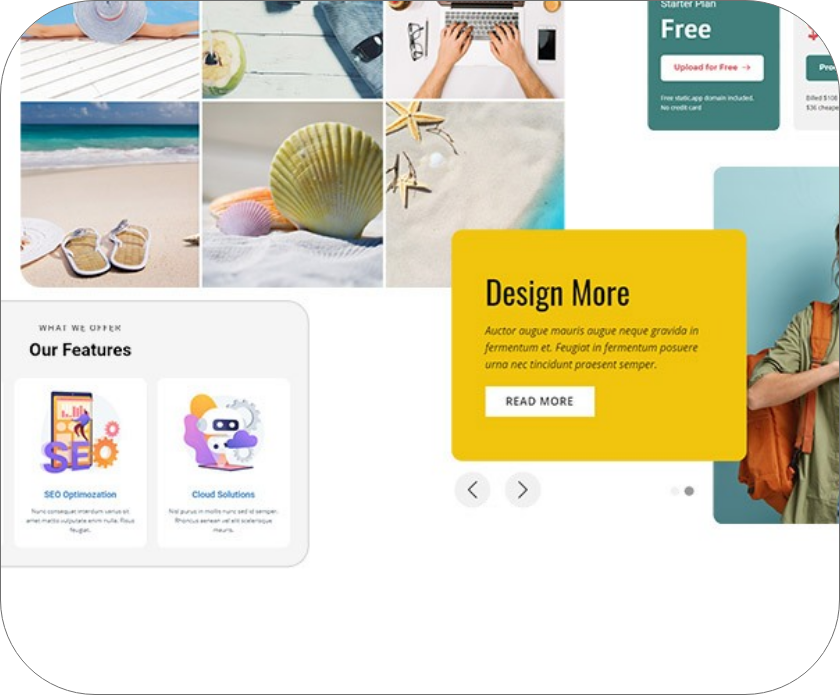 Starter Plan
Free
Upload for Free →
Free static.app domain included.
No credit card
Billed $108
$36 cheape
Design More
Auctor augue mauris augue neque gravida in
fermentum et. Feugiat in fermentum posuere
urna nec tincidunt praesent semper.
READ MORE
WHAT WE OFFER
Our Features
SEO
SEO Optimozation
Nunc consequat interdum varius sit
amet mattis vulputate enim nulla. Risus
feugiat.
Cloud Solutions
Nisl purus in mollis nunc sed id semper.
Rhoncus aenean vel elit scelerisque
mauris.